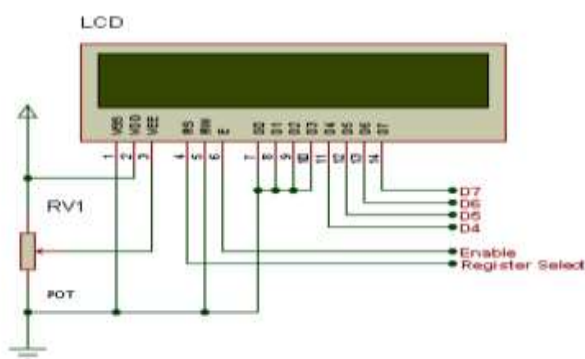 LCD
VSS VDD VEE RS RW E D0 D1 D2 D3 D4 D5 D6 D7
1 2 3 4 5 6 7 8 9 10 11 12 13 14
D7
D6
D5
D4
RV1
Enable
Register Select
POT